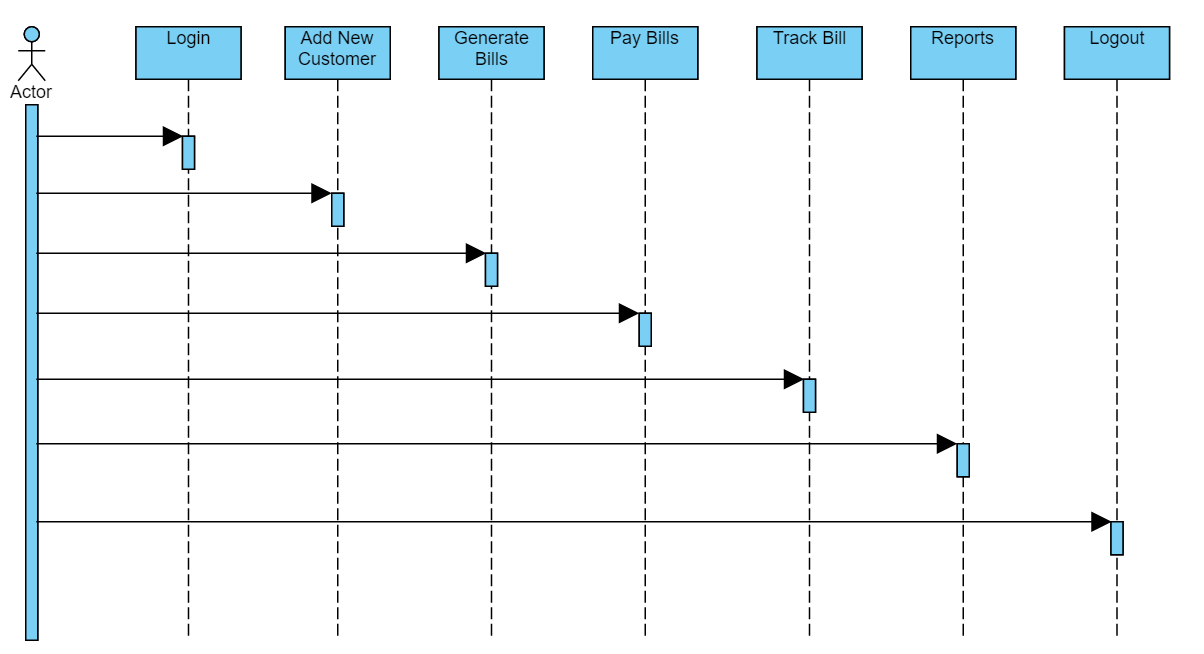 Login
Add New
Customer
Generate
Bills
Pay Bills
Track Bill
Reports
Logout
Actor